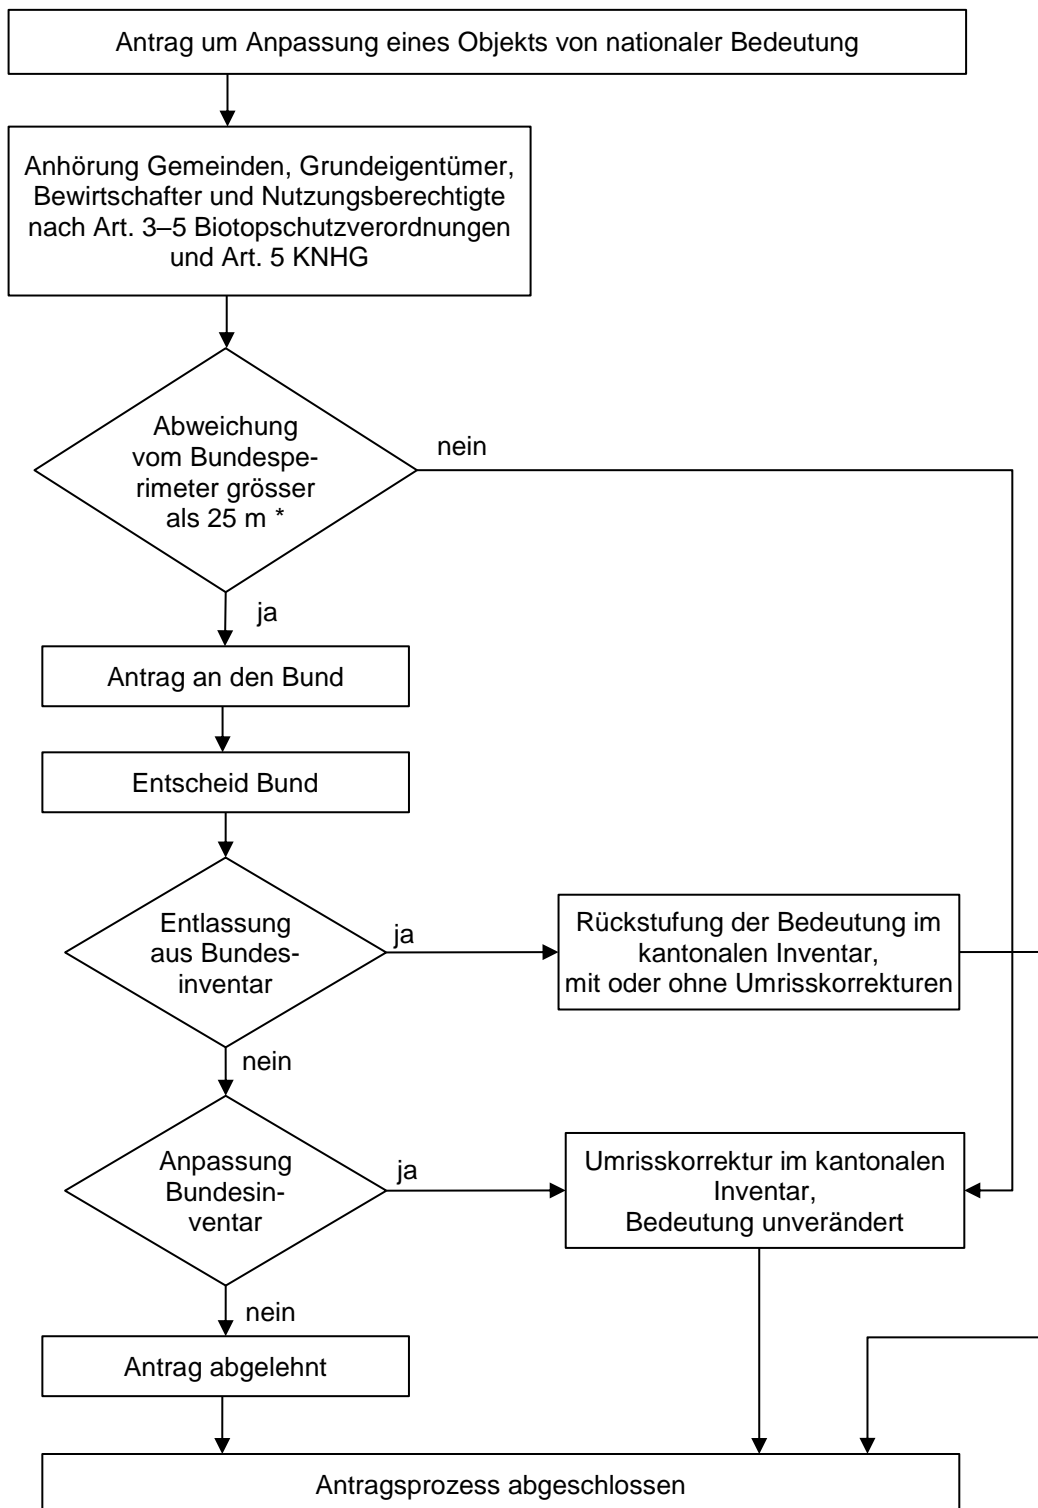 Antrag um Anpassung eines Objekts von nationaler Bedeutung
Anhörung Gemeinden, Grundeigentümer,
Bewirtschafter und Nutzungsberechtigte
nach Art. 3–5 Biotopschutzverordnungen
und Art. 5 KNHG
Abweichung
vom Bundespe-
rimeter grösser
als 25 m *
nein
ja
Antrag an den Bund
Entscheid Bund
Entlassung
aus Bundes-
inventar
ja
Rückstufung der Bedeutung im
kantonalen Inventar,
mit oder ohne Umrisskorrekturen
nein
Anpassung
Bundesin-
ventar
ja
Umrisskorrektur im kantonalen
Inventar,
Bedeutung unverändert
nein
Antrag abgelehnt
Antragsprozess abgeschlossen